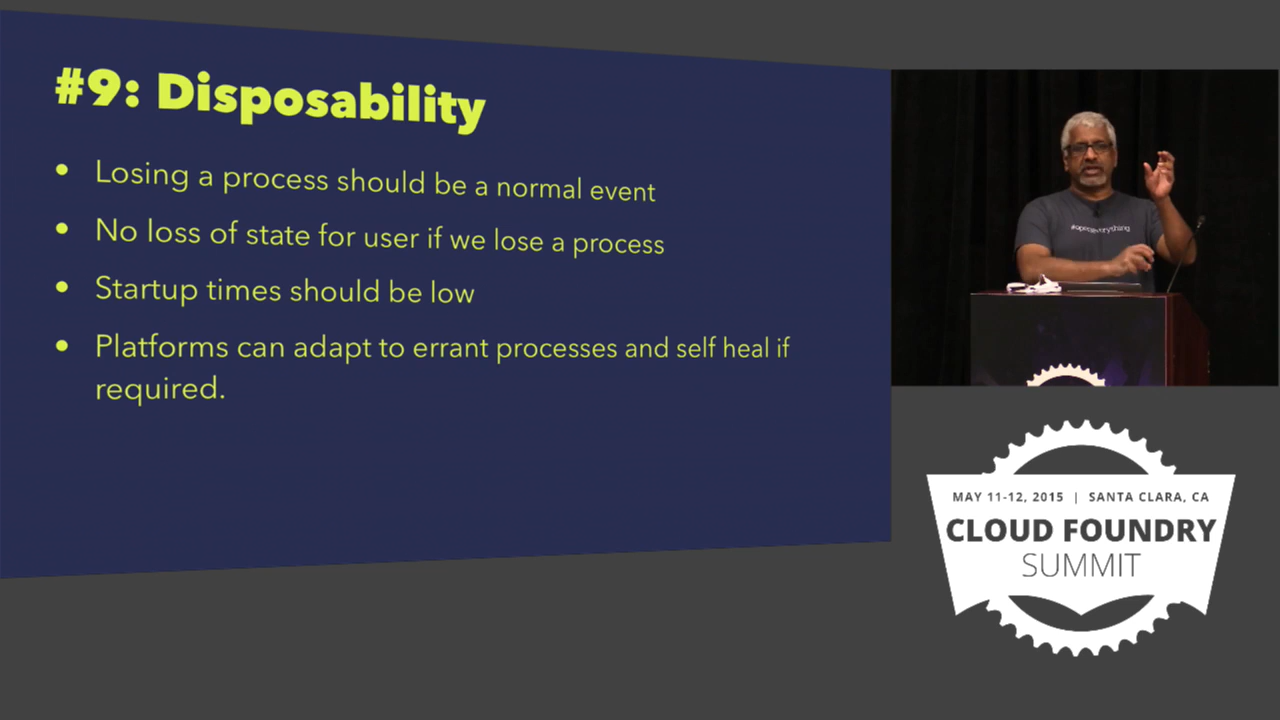 #9: Disposability
• Losing a process should be a normal event
• No loss of state for user if we lose a process
• Startup times should be low
• Platforms can adapt to errant processes and self heal if
required.
#openeverything
MAY 11-12, 2015 | SANTA CLARA, CA
CLOUD FOUNDRY
SUMMIT